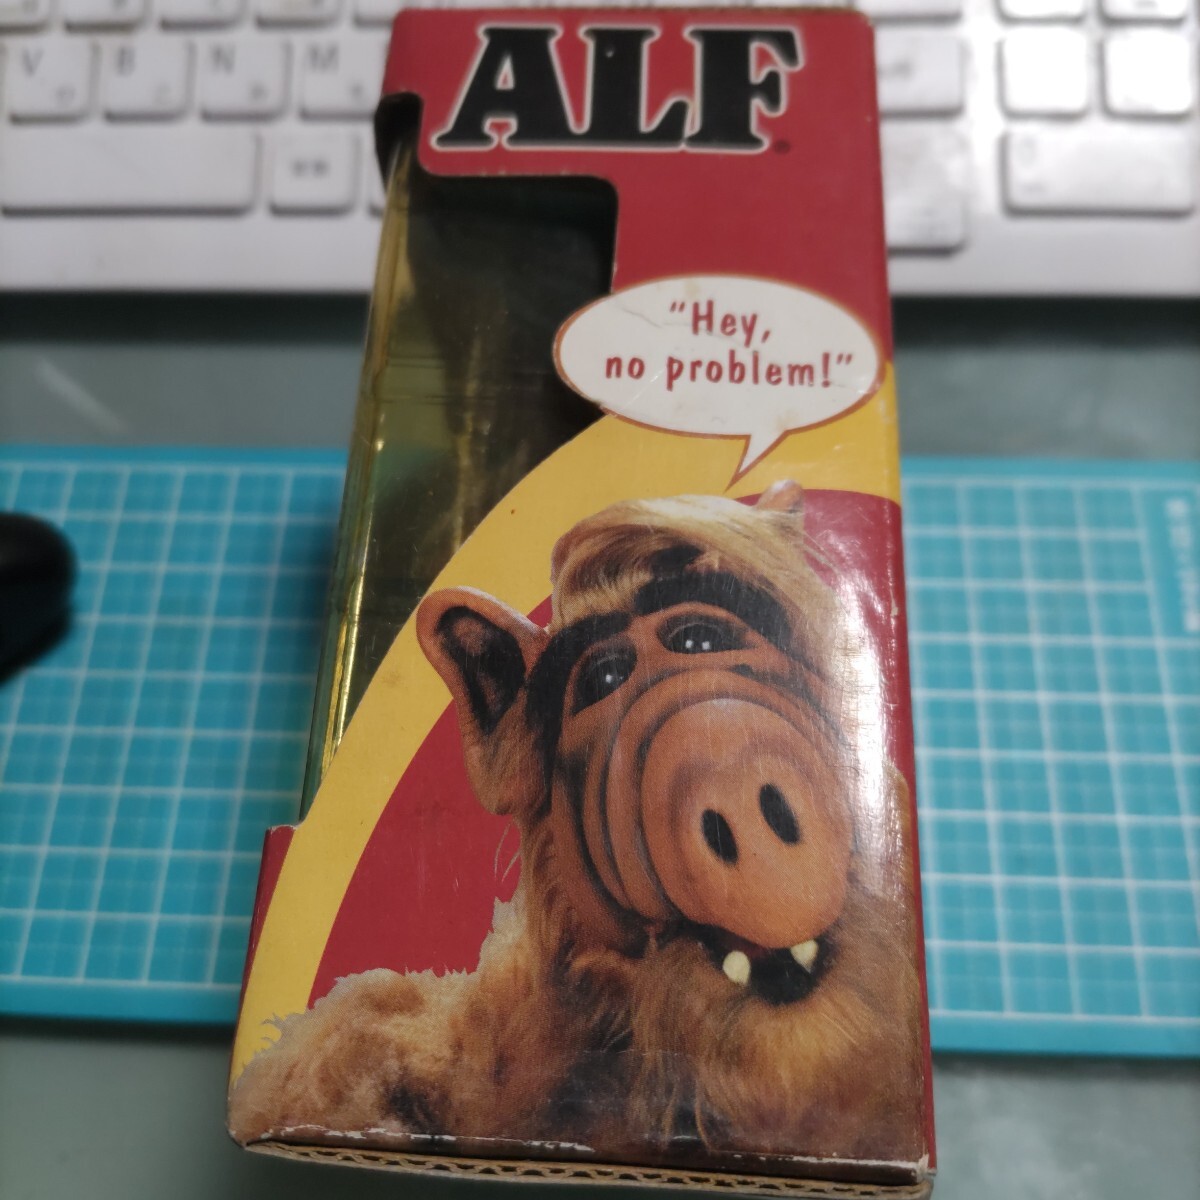 V B N M
ALF®
"Hey,
no problem!"